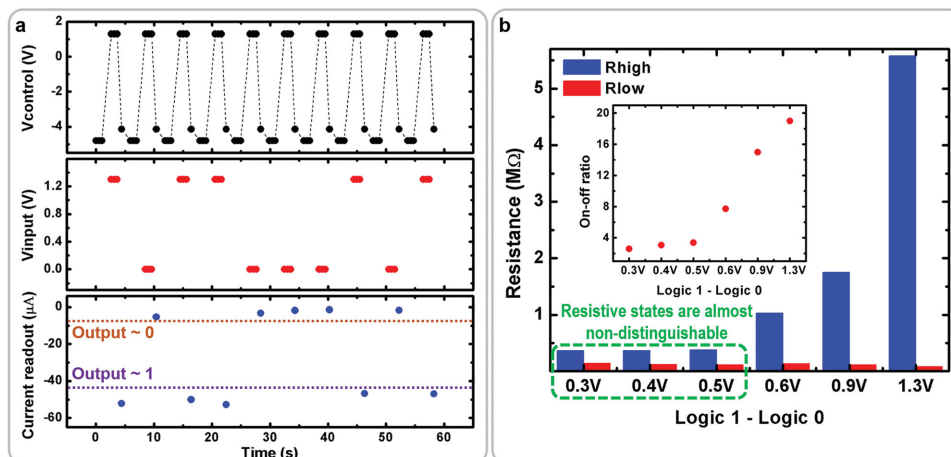 a
2
0
-2
-4
Vcontrol (V)
1.2
0.8
0.4
0.0
Vinput (V)
0
-20
-40
-60
Current readout (µA)
Output ~ 0
Output ~ 1
0 10 20 30 40 50 60
Time (s)
b
Rhigh
Rlow
5
4
3
2
1
Resistance (MΩ)
20
16
12
8
4
On-off ratio
0.3V 0.4V 0.5V 0.6V 0.9V 1.3V
Logic 1 - Logic 0
Resistive states are almost
non-distinguishable
0.3V 0.4V 0.5V 0.6V 0.9V 1.3V
Logic 1 - Logic 0